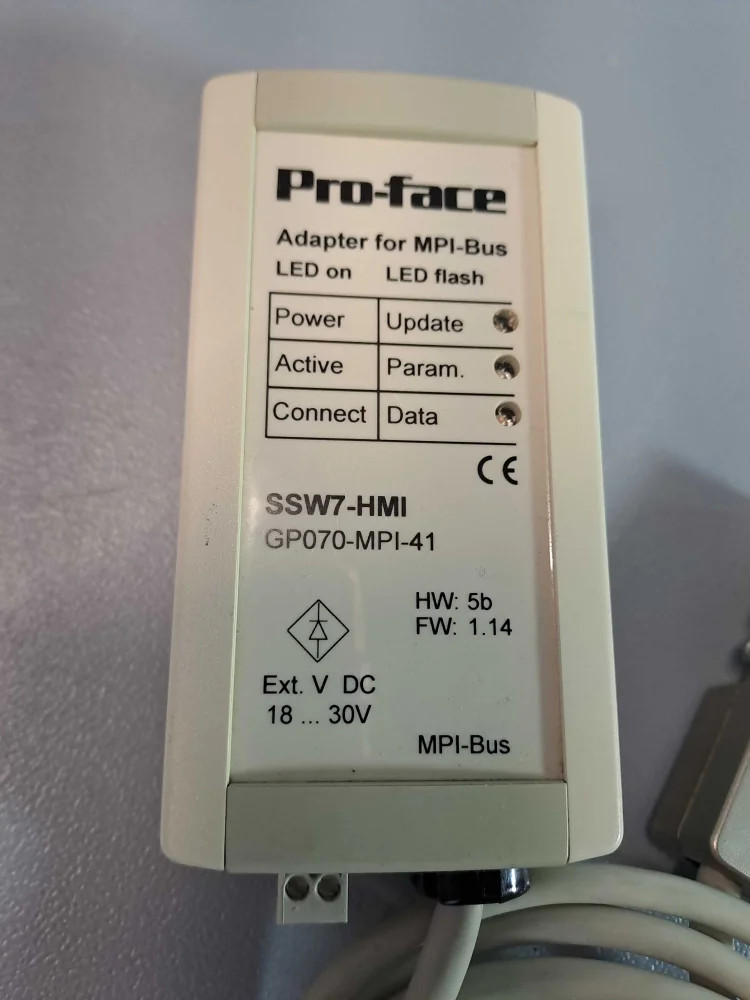 Pro-face
Adapter for MPI-Bus
LED on LED flash
Power Update
Active Param.
Connect Data
CE
SSW7-HMI
GP070-MPI-41
HW: 5b
FW: 1.14
Ext. V DC
18 ... 30V
MPI-Bus